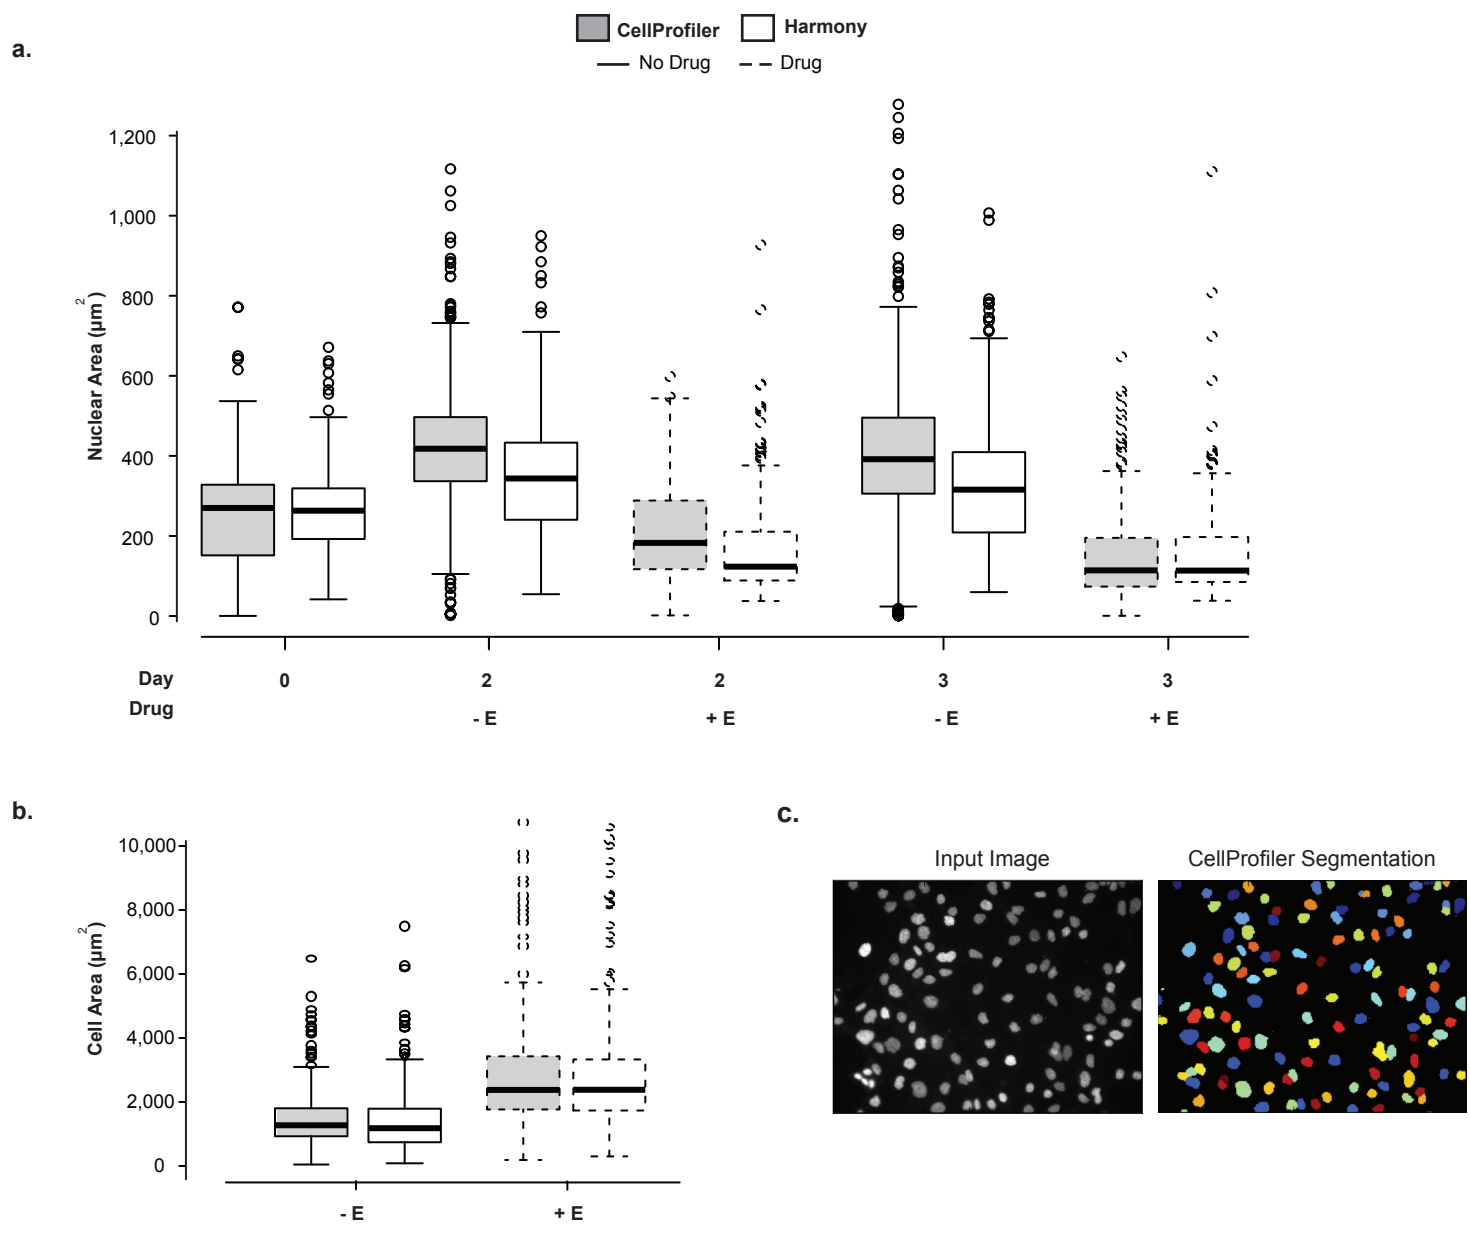 a.
CellProfiler Harmony
No Drug Drug
Nuclear Area (µm²)
1,200
1,000
800
600
400
200
0
Day 0 2 2 3 3
Drug - E + E - E + E
b.
Cell Area (µm²)
10,000
8,000
6,000
4,000
2,000
0
- E + E
c.
Input Image CellProfiler Segmentation